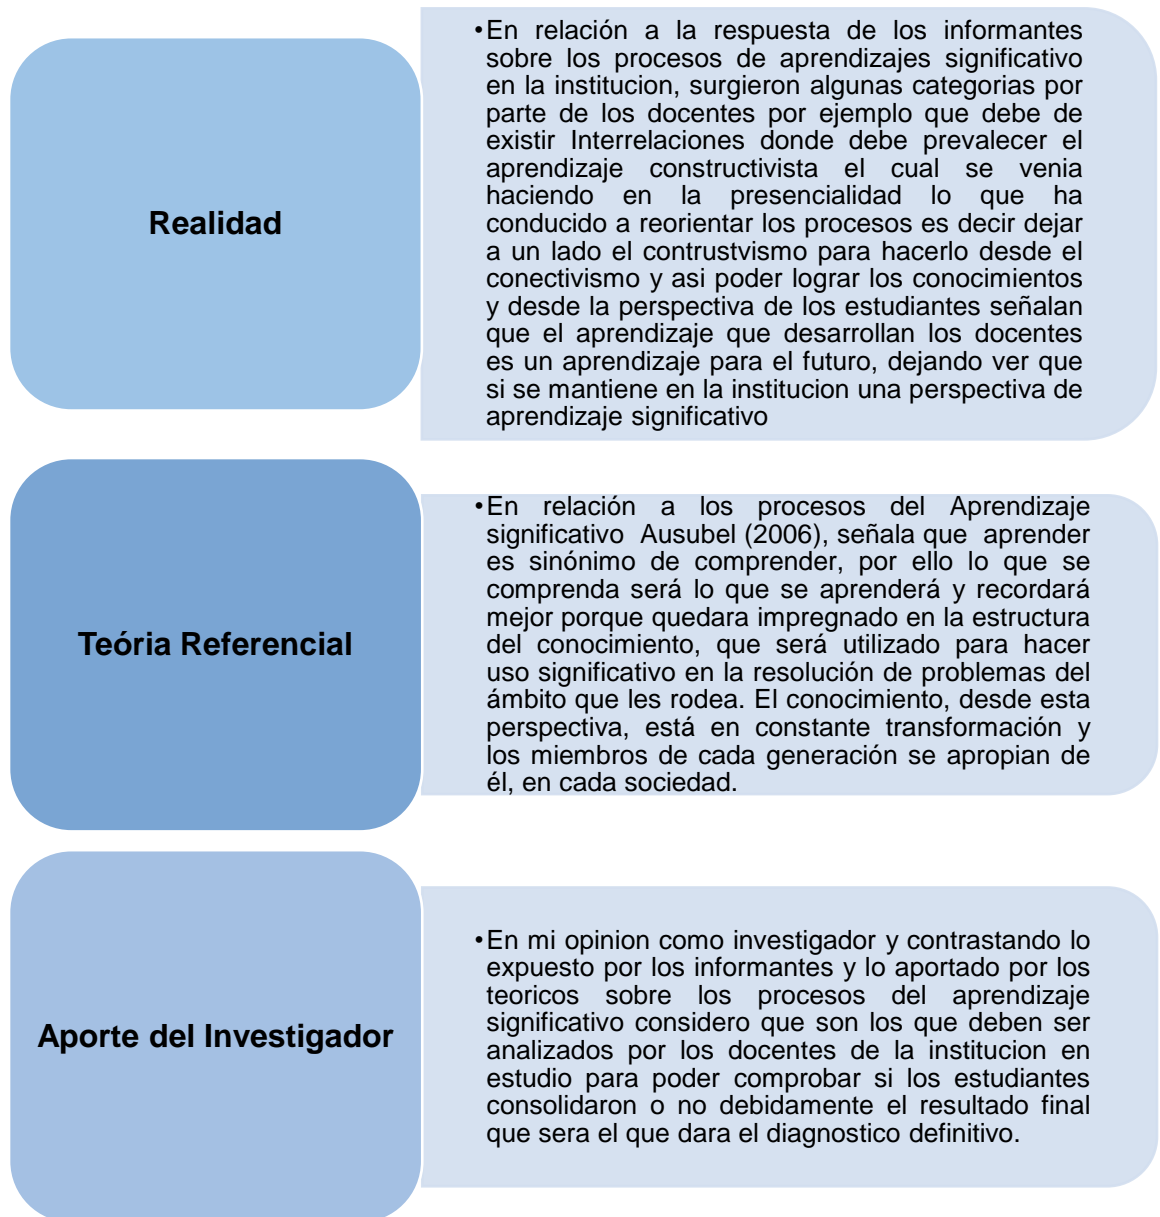 Realidad
•En relación a la respuesta de los informantes
sobre los procesos de aprendizajes significativo
en la institucion, surgieron algunas categorias por
parte de los docentes por ejemplo que debe de
existir Interrelaciones donde debe prevalecer el
aprendizaje constructivista el cual se venia
haciendo en la presencialidad lo que ha
conducido a reorientar los procesos es decir dejar
a un lado el contrustvismo para hacerlo desde el
conectivismo y asi poder lograr los conocimientos
y desde la perspectiva de los estudiantes señalan
que el aprendizaje que desarrollan los docentes
es un aprendizaje para el futuro, dejando ver que
si se mantiene en la institucion una perspectiva de
aprendizaje significativo
Teória Referencial
•En relación a los procesos del Aprendizaje
significativo Ausubel (2006), señala que aprender
es sinónimo de comprender, por ello lo que se
comprenda será lo que se aprenderá y recordará
mejor porque quedara impregnado en la estructura
del conocimiento, que será utilizado para hacer
uso significativo en la resolución de problemas del
ámbito que les rodea. El conocimiento, desde esta
perspectiva, está en constante transformación y
los miembros de cada generación se apropian de
él, en cada sociedad.
Aporte del Investigador
•En mi opinion como investigador y contrastando lo
expuesto por los informantes y lo aportado por los
teoricos sobre los procesos del aprendizaje
significativo considero que son los que deben ser
analizados por los docentes de la institucion en
estudio para poder comprobar si los estudiantes
consolidaron o no debidamente el resultado final
que sera el que dara el diagnostico definitivo.